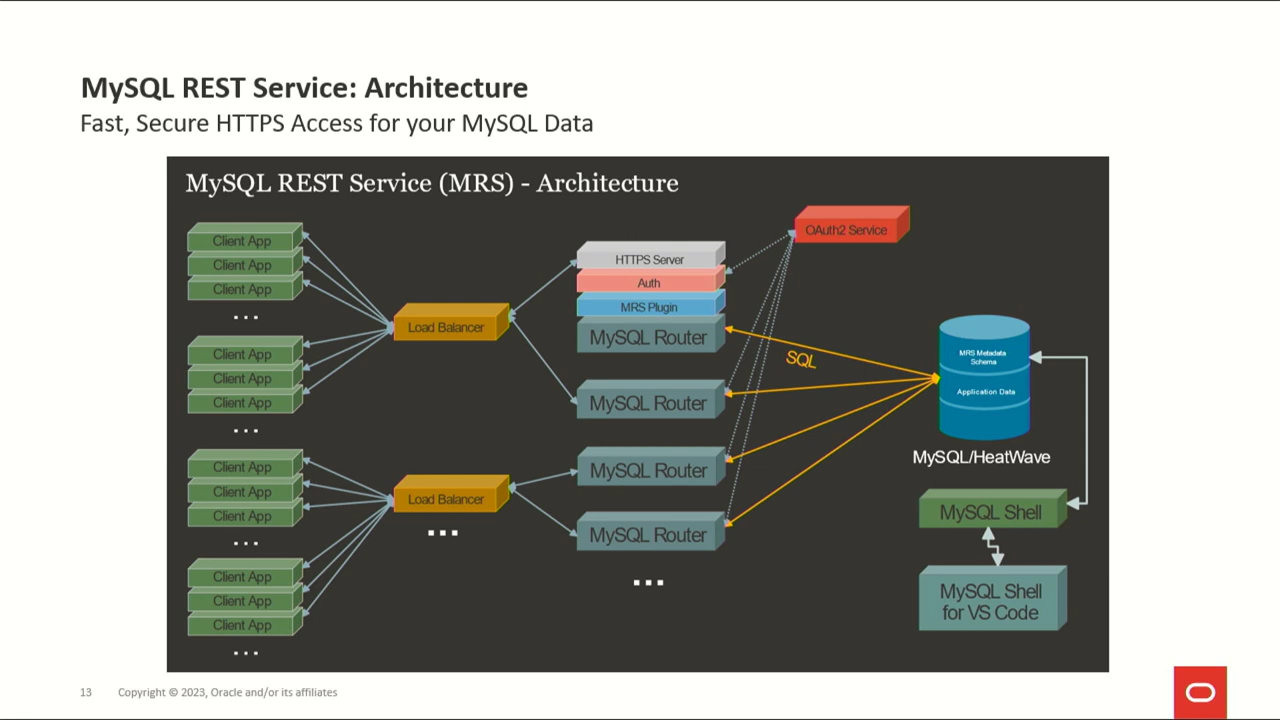 MySQL REST Service: Architecture
Fast, Secure HTTPS Access for your MySQL Data
MySQL REST Service (MRS) - Architecture
Client App
Client App
Client App
...
Client App
Client App
Client App
...
Client App
Client App
Client App
...
Client App
Client App
Client App
...
Load Balancer
Load Balancer
...
HTTPS Server
Auth
MRS Plugin
MySQL Router
MySQL Router
MySQL Router
MySQL Router
...
OAuth2 Service
SQL
MRS Metadata
Schema
Application Data
MySQL/HeatWave
MySQL Shell
MySQL Shell
for VS Code
13
Copyright © 2023, Oracle and/or its affiliates